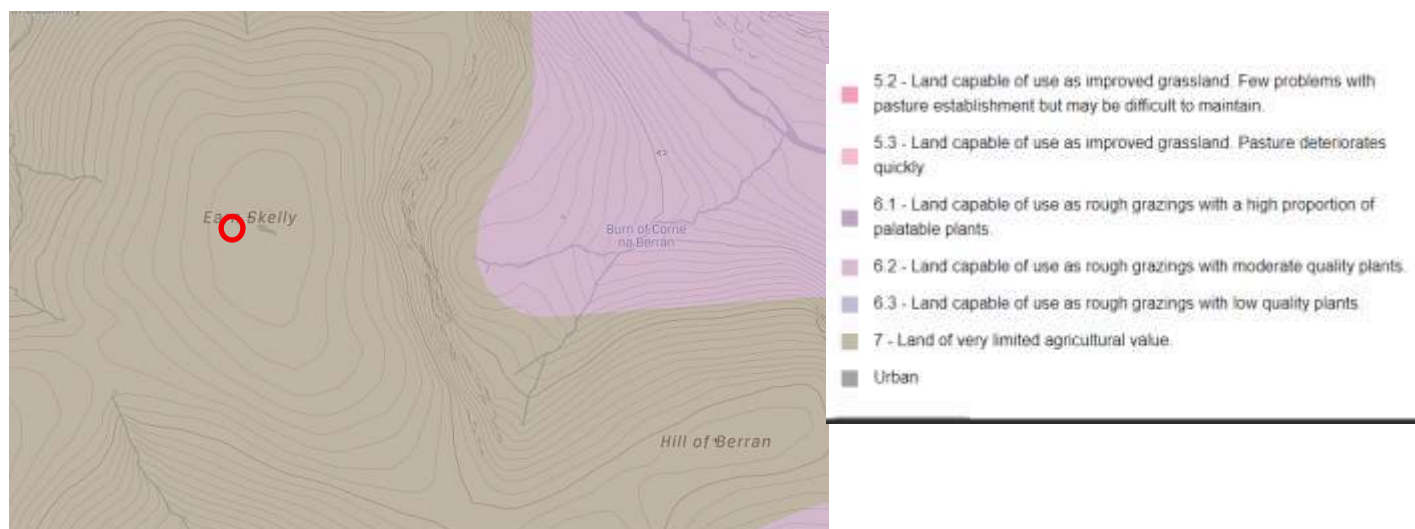 Skelly
Burn of Corrie
na Berran
Hill of Berran
5.2 - Land capable of use as improved grassland. Few problems with
pasture establishment but may be difficult to maintain.
5.3 - Land capable of use as improved grassland. Pasture deteriorates
quickly.
6.1 - Land capable of use as rough grazings with a high proportion of
palatable plants.
6.2 - Land capable of use as rough grazings with moderate quality plants.
6.3 - Land capable of use as rough grazings with low quality plants.
7 - Land of very limited agricultural value.
Urban